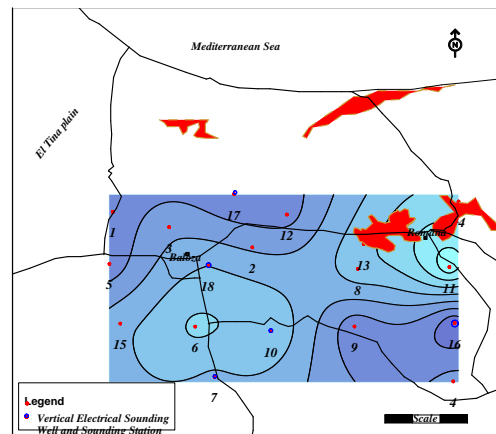 Mediterranean Sea
N
El Tina plain
17
4
1
12
Romana
3
2
Baloza
13
5
11
18
8
15
6
10
9
16
7
4
Legend
Vertical Electrical Sounding
Well and Sounding Station
Scale